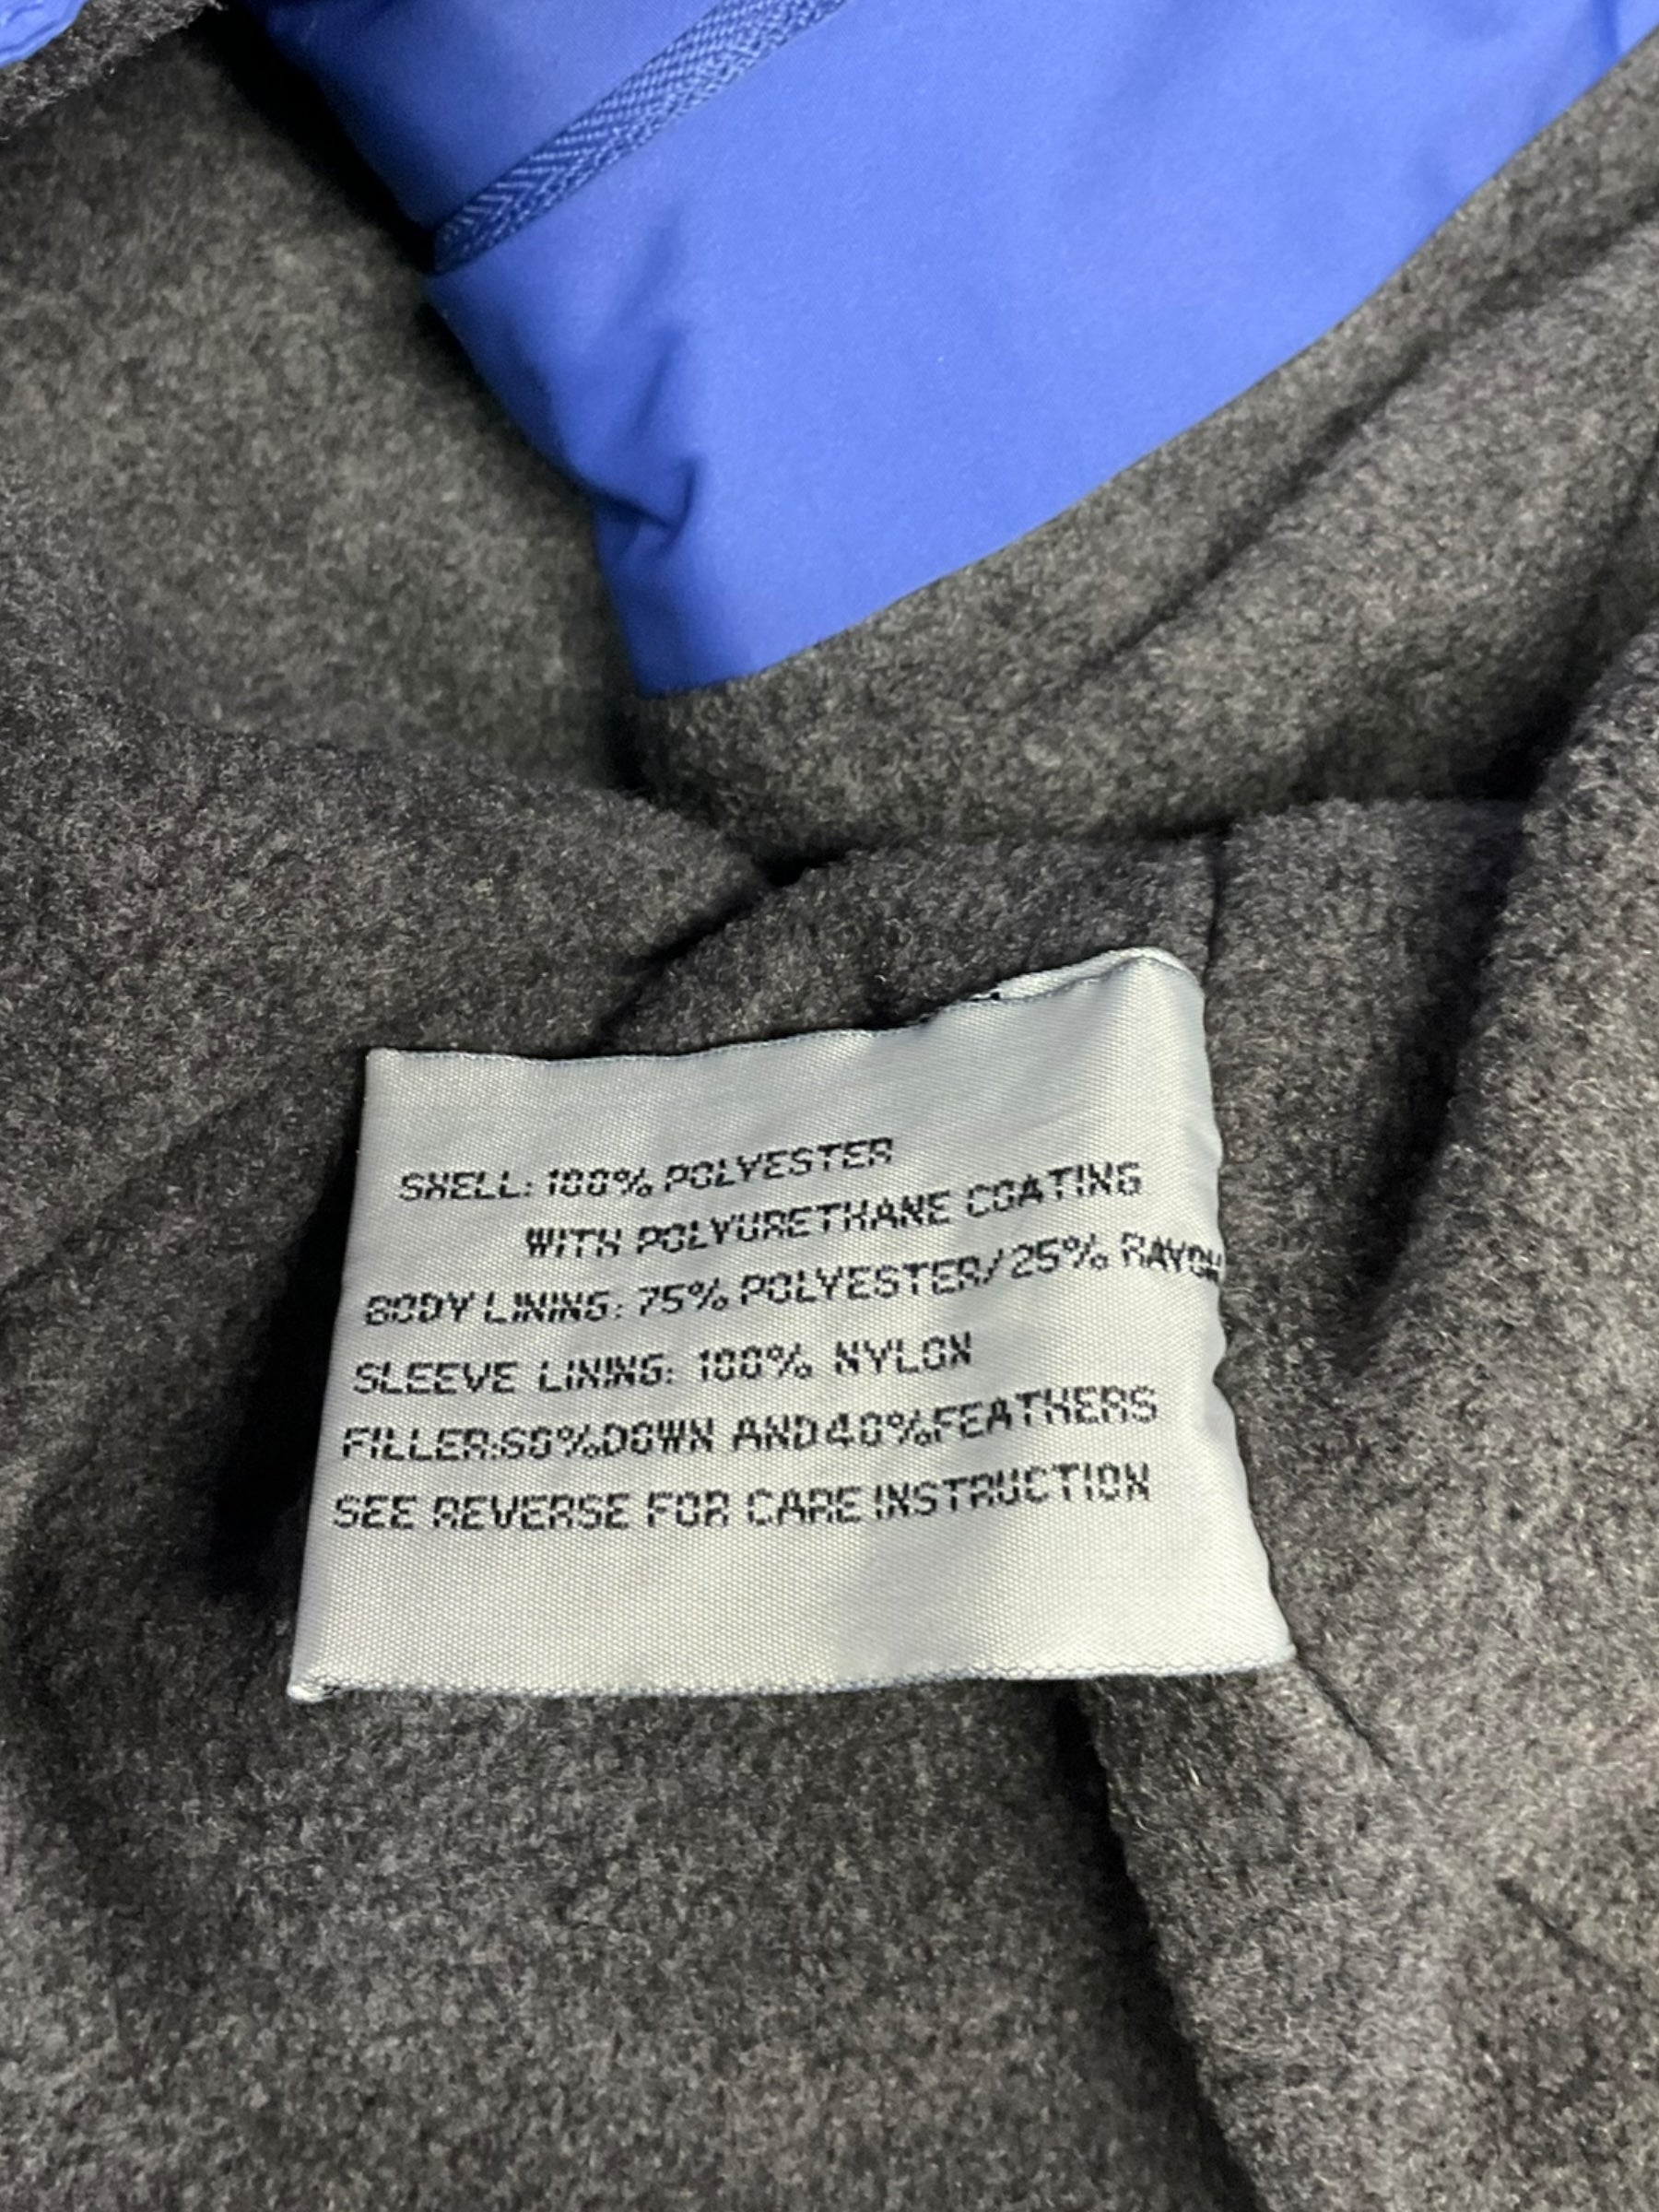 SHELL: 100% POLYESTER
WITH POLYURETHANE COATING
BODY LINING: 75% POLYESTER/25% RAYON
SLEEVE LINING: 100% NYLON
FILLER:60%DOWN AND40%FEATHERS
SEE REVERSE FOR CARE INSTRUCTION